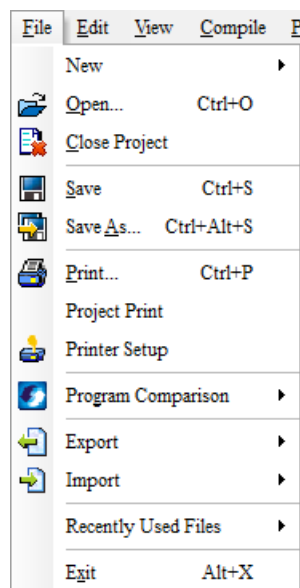 File Edit View Compile
New
Open... Ctrl+O
Close Project
Save Ctrl+S
Save As... Ctrl+Alt+S
Print... Ctrl+P
Project Print
Printer Setup
Program Comparison
Export
Import
Recently Used Files
Exit Alt+X